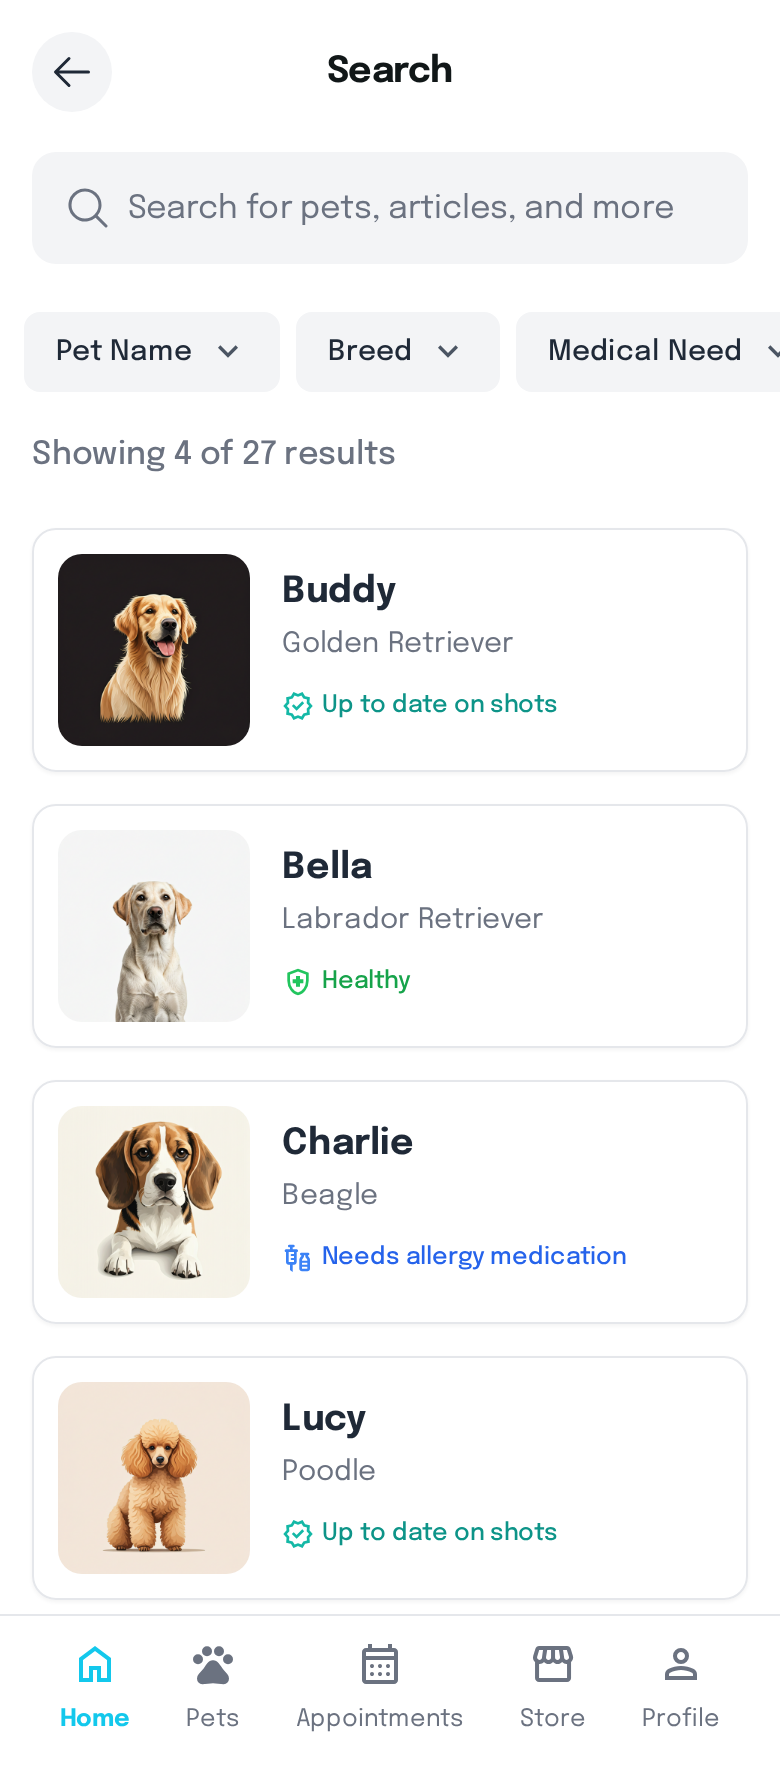 Search
Search for pets, articles, and more
Pet Name
Breed
Medical Need
Showing 4 of 27 results
Buddy
Golden Retriever
Up to date on shots
Bella
Labrador Retriever
Healthy
Charlie
Beagle
Needs allergy medication
Lucy
Poodle
Up to date on shots
Home
Pets
Appointments
Store
Profile